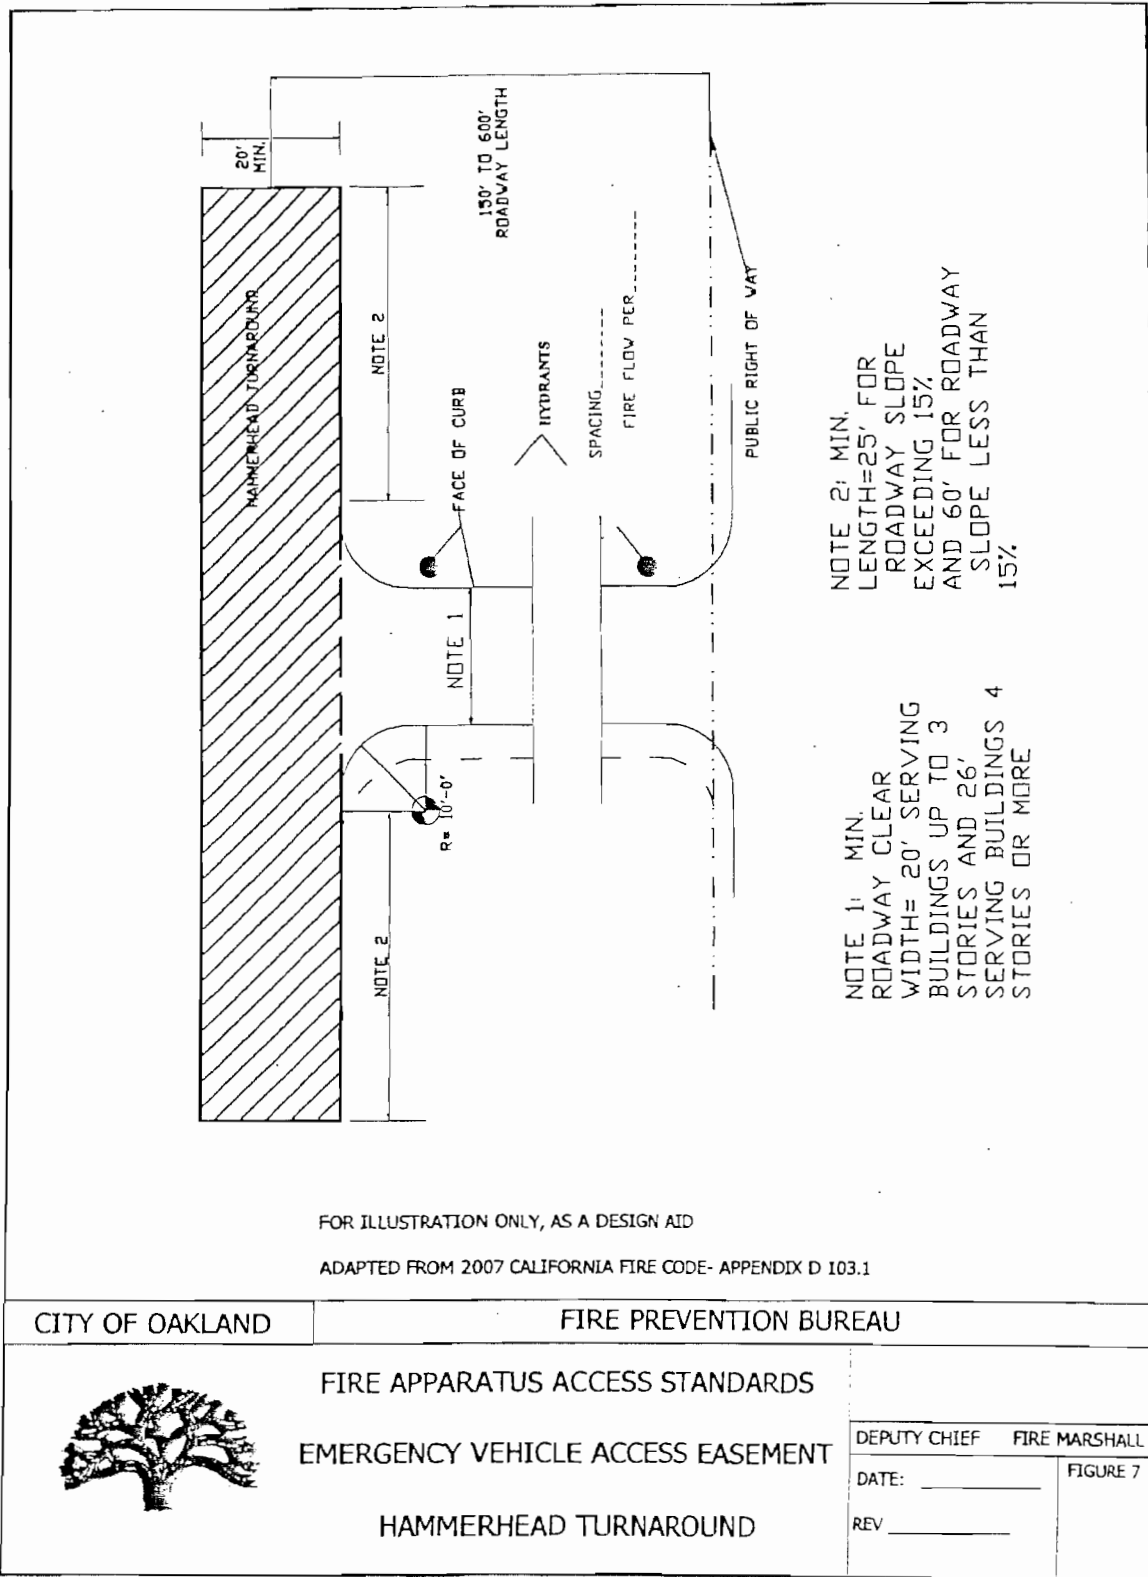 20'
MIN.
HAMMERHEAD TURNAROUND
150' TO 600'
ROADWAY LENGTH
NOTE 2
FACE OF CURB
HYDRANTS
SPACING_________
FIRE FLOW PER_________
PUBLIC RIGHT OF WAY
NOTE 1
R= 10'-0'
NOTE 2
NOTE 1: MIN.
ROADWAY CLEAR
WIDTH= 20' SERVING
BUILDINGS UP TO 3
STORIES AND 26'
SERVING BUILDINGS 4
STORIES OR MORE
NOTE 2: MIN.
LENGTH=25' FOR
ROADWAY SLOPE
EXCEEDING 15%
AND 60' FOR ROADWAY
SLOPE LESS THAN
15%
FOR ILLUSTRATION ONLY, AS A DESIGN AID
ADAPTED FROM 2007 CALIFORNIA FIRE CODE- APPENDIX D 103.1
CITY OF OAKLAND
FIRE PREVENTION BUREAU
FIRE APPARATUS ACCESS STANDARDS
EMERGENCY VEHICLE ACCESS EASEMENT
HAMMERHEAD TURNAROUND
DEPUTY CHIEF FIRE MARSHALL
DATE: __________
FIGURE 7
REV __________